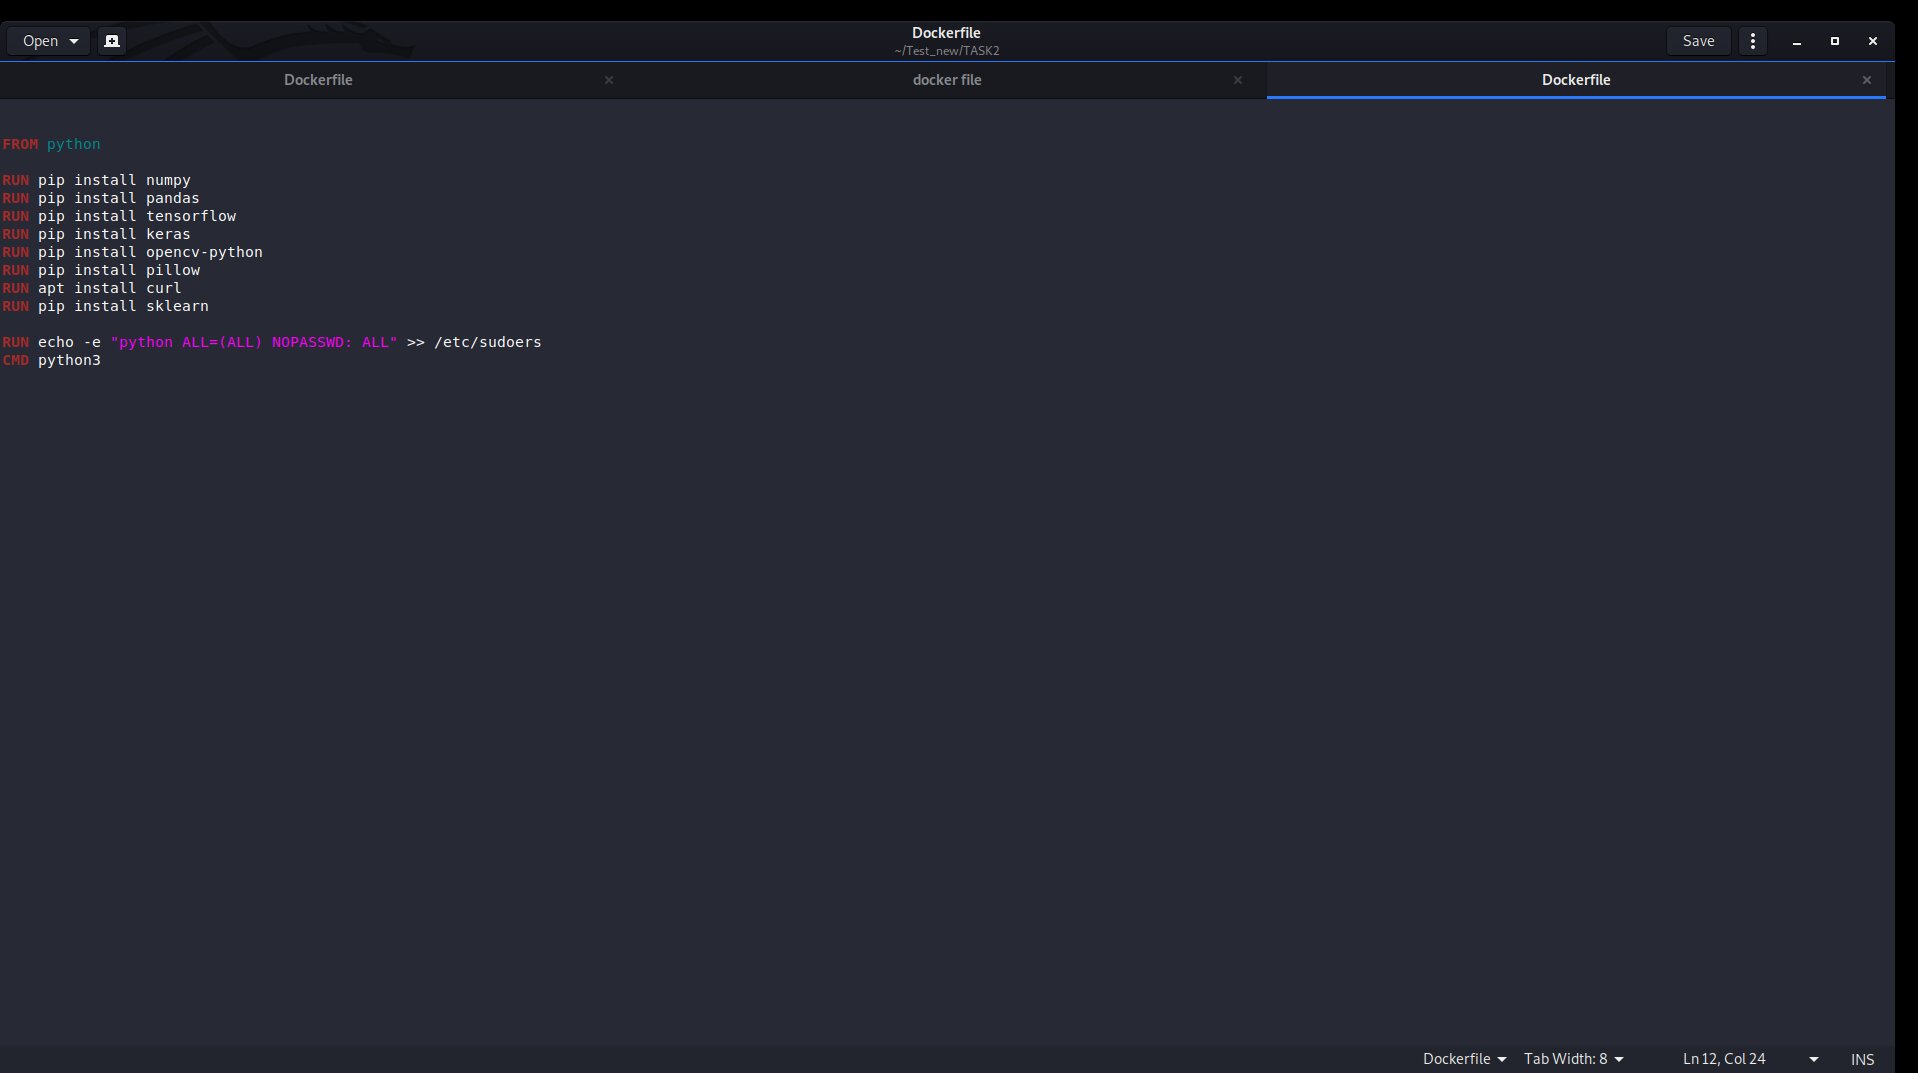 Open
Dockerfile
~/Test_new/TASK2
Save
Dockerfile
docker file
Dockerfile
FROM python
RUN pip install numpy
RUN pip install pandas
RUN pip install tensorflow
RUN pip install keras
RUN pip install opencv-python
RUN pip install pillow
RUN apt install curl
RUN pip install sklearn
RUN echo -e "python ALL=(ALL) NOPASSWD: ALL" >> /etc/sudoers
CMD python3
Dockerfile Tab Width: 8 Ln 12, Col 24 INS